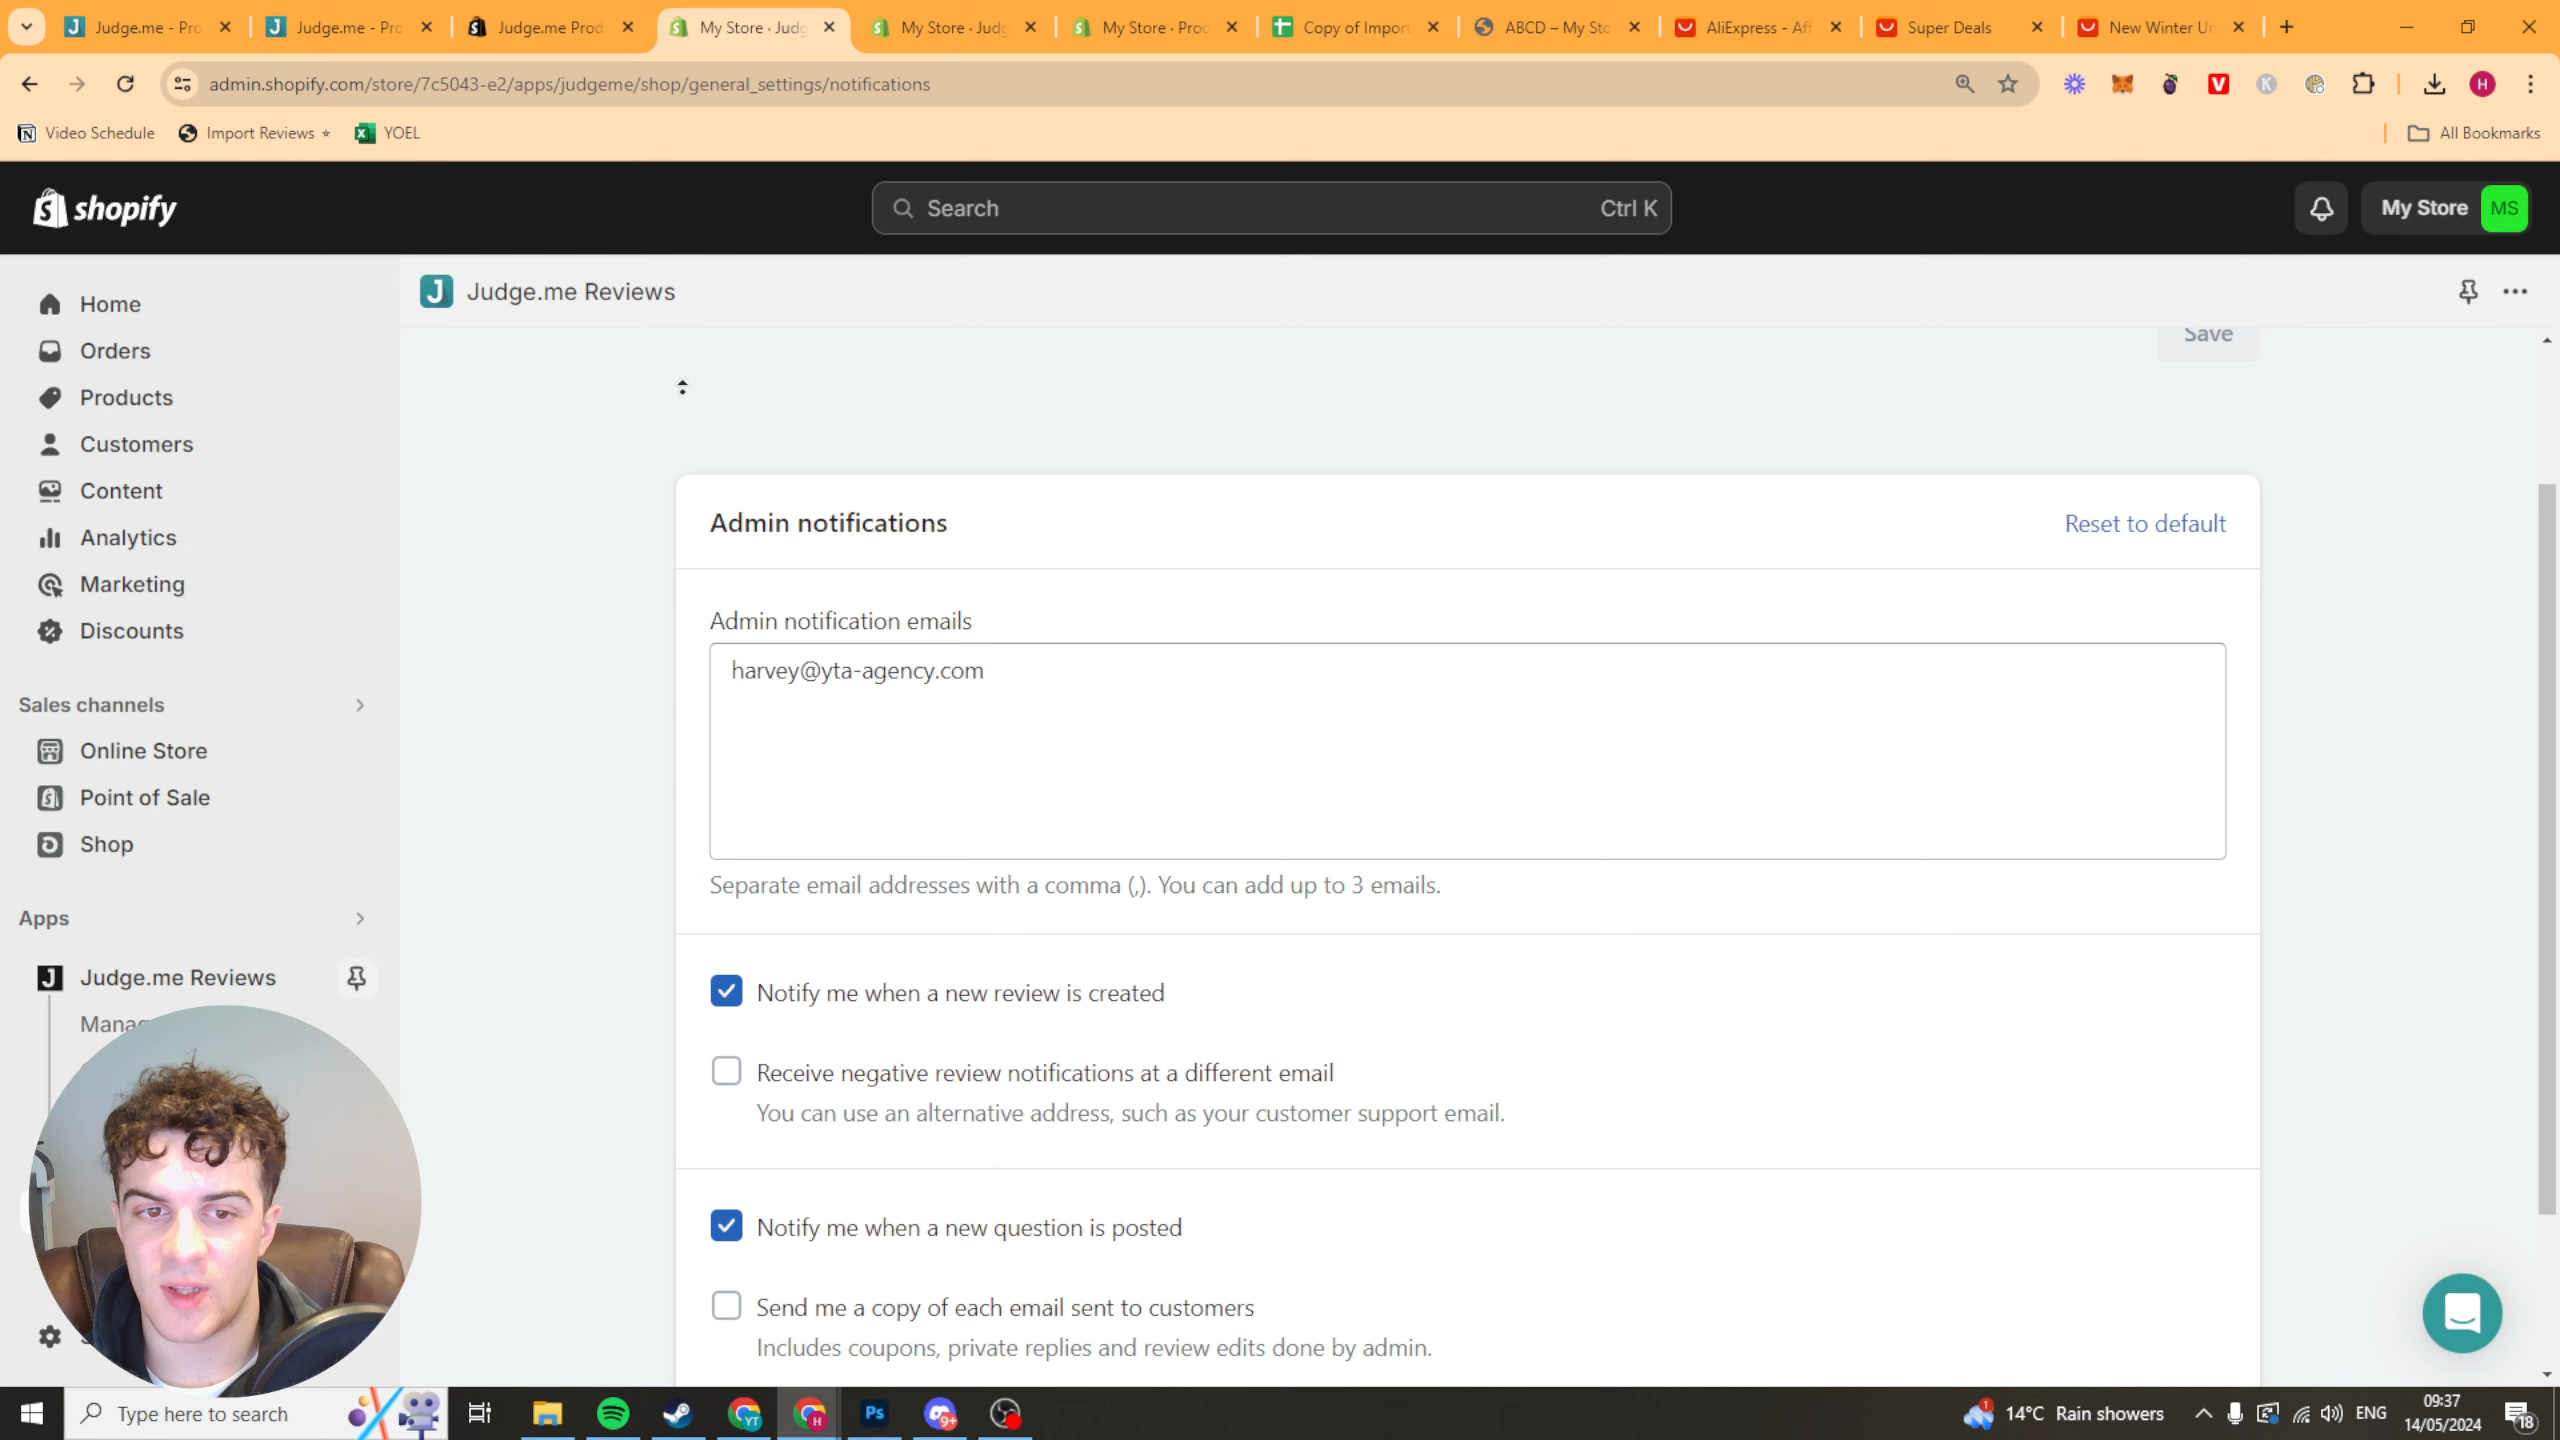 Judge.me - Pro
Judge.me - Pro
Judge.me Prod
My Store · Judg
My Store · Judg
My Store · Proc
Copy of Import
ABCD – My Sto
AliExpress - Aff
Super Deals
New Winter Un
admin.shopify.com/store/7c5043-e2/apps/judgeme/shop/general_settings/notifications
Video Schedule
Import Reviews
YOEL
All Bookmarks
shopify
Search
Ctrl K
My Store
MS
Judge.me Reviews
Save
Home
Orders
Products
Customers
Content
Analytics
Marketing
Discounts
Sales channels
Online Store
Point of Sale
Shop
Apps
Judge.me Reviews
Admin notifications
Reset to default
Admin notification emails
harvey@yta-agency.com
Separate email addresses with a comma (,). You can add up to 3 emails.
Notify me when a new review is created
Receive negative review notifications at a different email
You can use an alternative address, such as your customer support email.
Notify me when a new question is posted
Send me a copy of each email sent to customers
Includes coupons, private replies and review edits done by admin.
Type here to search
14°C Rain showers
ENG
09:37
14/05/2024
18